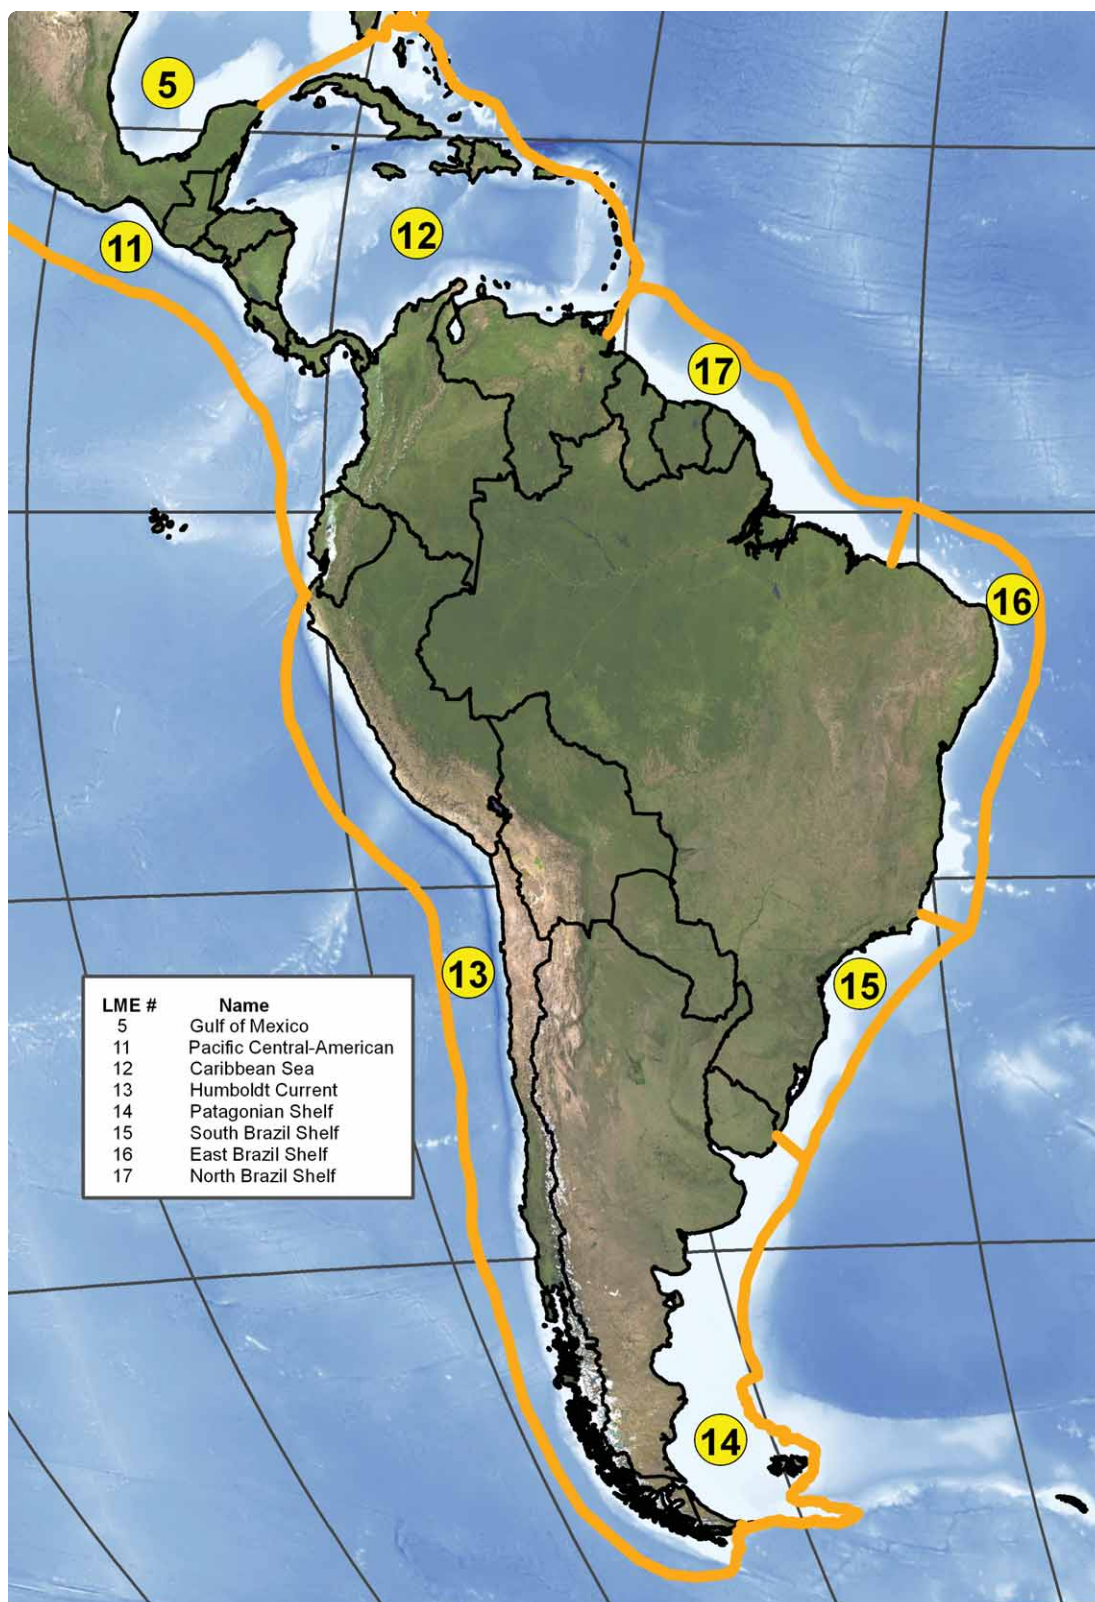 5
11
12
17
16
13
15
LME # Name
5 Gulf of Mexico
11 Pacific Central-American
12 Caribbean Sea
13 Humboldt Current
14 Patagonian Shelf
15 South Brazil Shelf
16 East Brazil Shelf
17 North Brazil Shelf
14